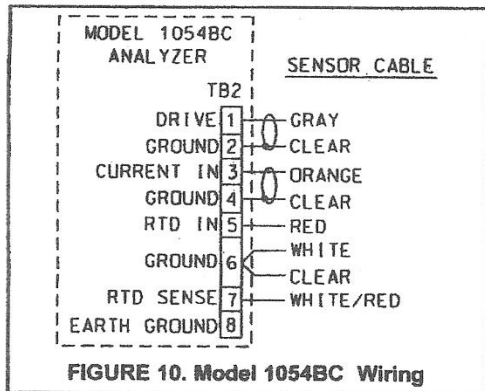 MODEL 1054BC
ANALYZER
SENSOR CABLE
TB2
DRIVE 1 GRAY
GROUND 2 CLEAR
CURRENT IN 3 ORANGE
GROUND 4 CLEAR
RTD IN 5 RED
WHITE
GROUND 6
CLEAR
RTD SENSE 7 WHITE/RED
EARTH GROUND 8
FIGURE 10. Model 1054BC Wiring